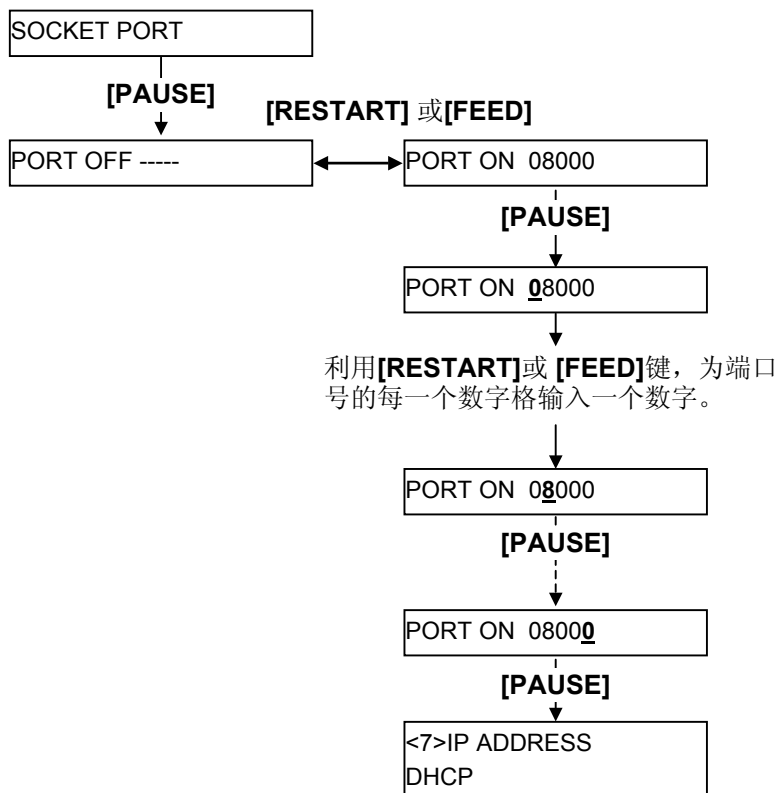 SOCKET PORT
[PAUSE]
[RESTART] 或[FEED]
PORT OFF -----
PORT ON 08000
[PAUSE]
PORT ON 08000
利用[RESTART]或 [FEED]键，为端口
号的每一个数字格输入一个数字。
PORT ON 08000
[PAUSE]
PORT ON 08000
[PAUSE]
<7>IP ADDRESS
DHCP